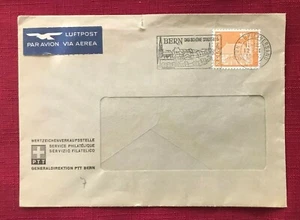 LUFTPOST
PAR AVION VIA AEREA
BERN
WERTZEICHENVERKAUFSSTELLE
SERVICE PHILATÉLIQUE
SERVIZIO FILATELICO
PTT
GENERALDIREKTION PTT BERN